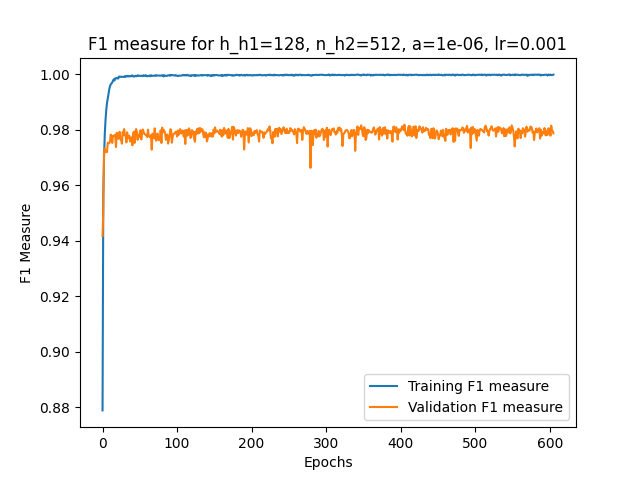 F1 measure for h_h1=128, n_h2=512, a=1e-06, lr=0.001
1.00
0.98
0.96
0.94
0.92
0.90
0.88
F1 Measure
Training F1 measure
Validation F1 measure
0 100 200 300 400 500 600
Epochs